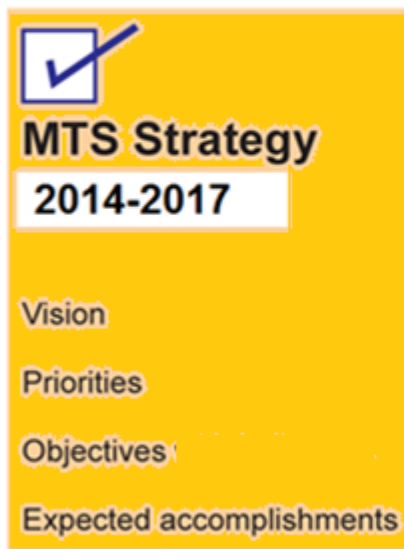 MTS Strategy
2014-2017
Vision
Priorities
Objectives
Expected accomplishments